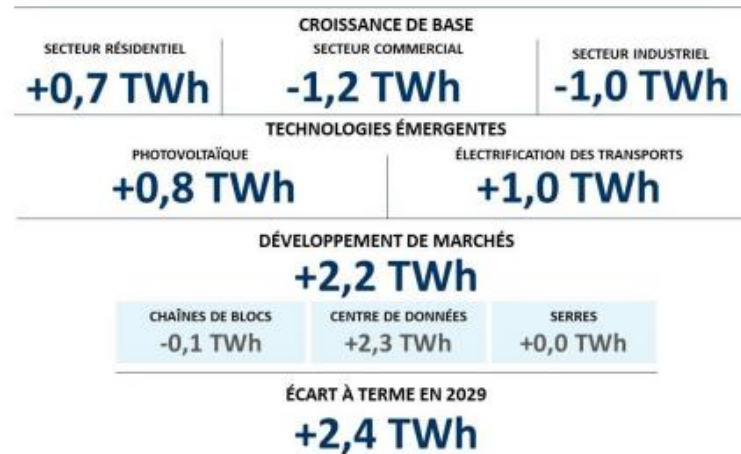 CROISSANCE DE BASE
SECTEUR RÉSIDENTIEL
+0,7 TWh
SECTEUR COMMERCIAL
-1,2 TWh
SECTEUR INDUSTRIEL
-1,0 TWh
TECHNOLOGIES ÉMERGENTES
PHOTOVOLTAÏQUE
+0,8 TWh
ÉLECTRIFICATION DES TRANSPORTS
+1,0 TWh
DÉVELOPPEMENT DE MARCHÉS
+2,2 TWh
CHAÎNES DE BLOCS
-0,1 TWh
CENTRE DE DONNÉES
+2,3 TWh
SERRES
+0,0 TWh
ÉCART À TERME EN 2029
+2,4 TWh